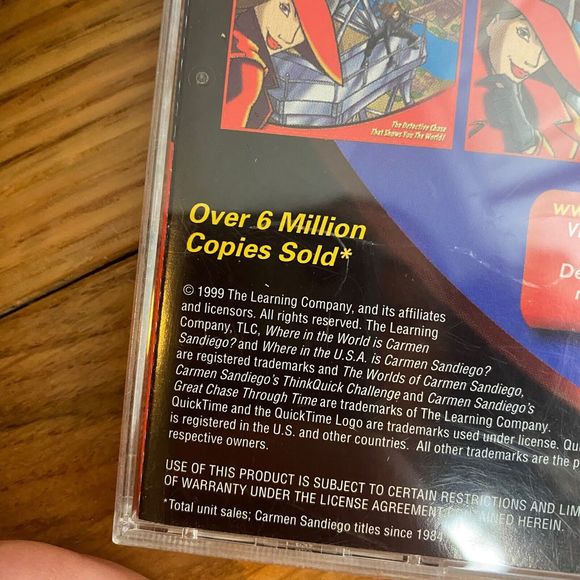 The Detective Chase
That Shows You The World!
Over 6 Million
Copies Sold*
www
V
De
© 1999 The Learning Company, and its affiliates
and licensors. All rights reserved. The Learning
Company, TLC, Where in the World is Carmen
Sandiego? and Where in the U.S.A. is Carmen Sandiego?
are registered trademarks and The Worlds of Carmen Sandiego,
Carmen Sandiego's ThinkQuick Challenge and Carmen Sandiego's
Great Chase Through Time are trademarks of The Learning Company.
QuickTime and the QuickTime Logo are trademarks used under license. Qui
is registered in the U.S. and other countries. All other trademarks are the p
respective owners.
USE OF THIS PRODUCT IS SUBJECT TO CERTAIN RESTRICTIONS AND LIM
OF WARRANTY UNDER THE LICENSE AGREEMENT CONTAINED HEREIN.
*Total unit sales; Carmen Sandiego titles since 1984